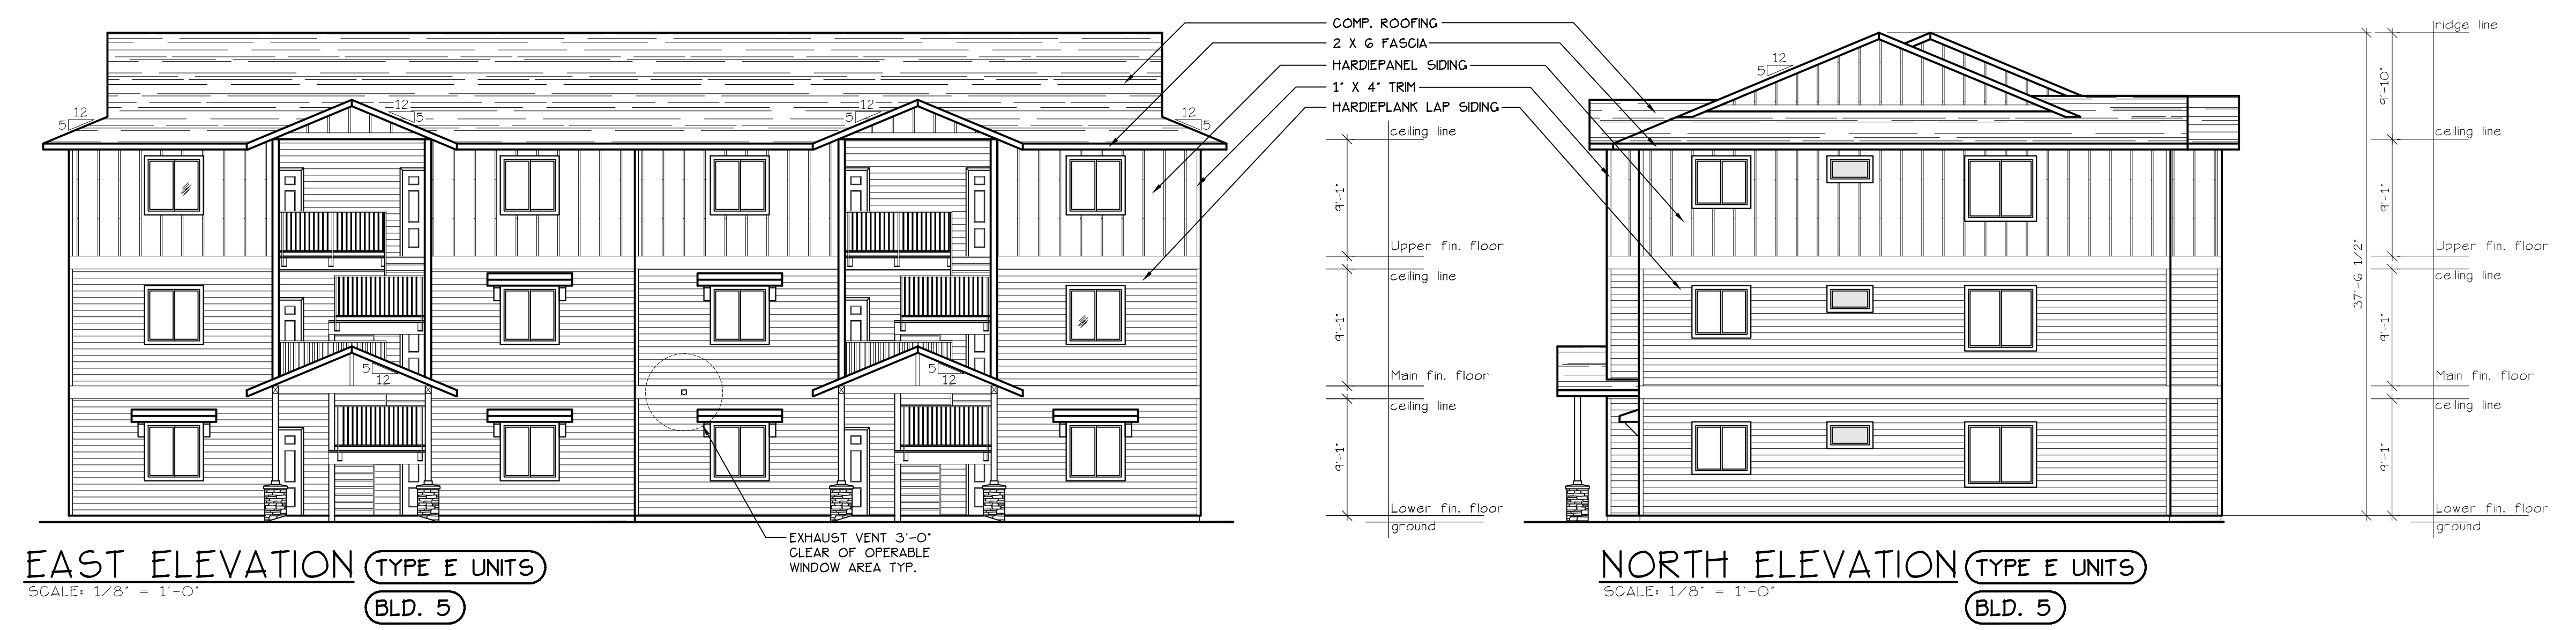 COMP. ROOFING
2 X 6 FASCIA
HARDIEPANEL SIDING
1" X 4" TRIM
HARDIEPLANK LAP SIDING
12
5
12
5
12
5
12
5
5
12
5
12
EXHAUST VENT 3'-0"
CLEAR OF OPERABLE
WINDOW AREA TYP.
EAST ELEVATION
TYPE E UNITS
SCALE: 1/8" = 1'-0"
BLD. 5
ceiling line
9'-1"
Upper fin. floor
ceiling line
9'-1"
Main fin. floor
ceiling line
9'-1"
Lower fin. floor
ground
12
5
ridge line
9'-10"
ceiling line
9'-1"
Upper fin. floor
37'-6 1/2"
ceiling line
9'-1"
Main fin. floor
ceiling line
9'-1"
Lower fin. floor
ground
NORTH ELEVATION
TYPE E UNITS
SCALE: 1/8" = 1'-0"
BLD. 5